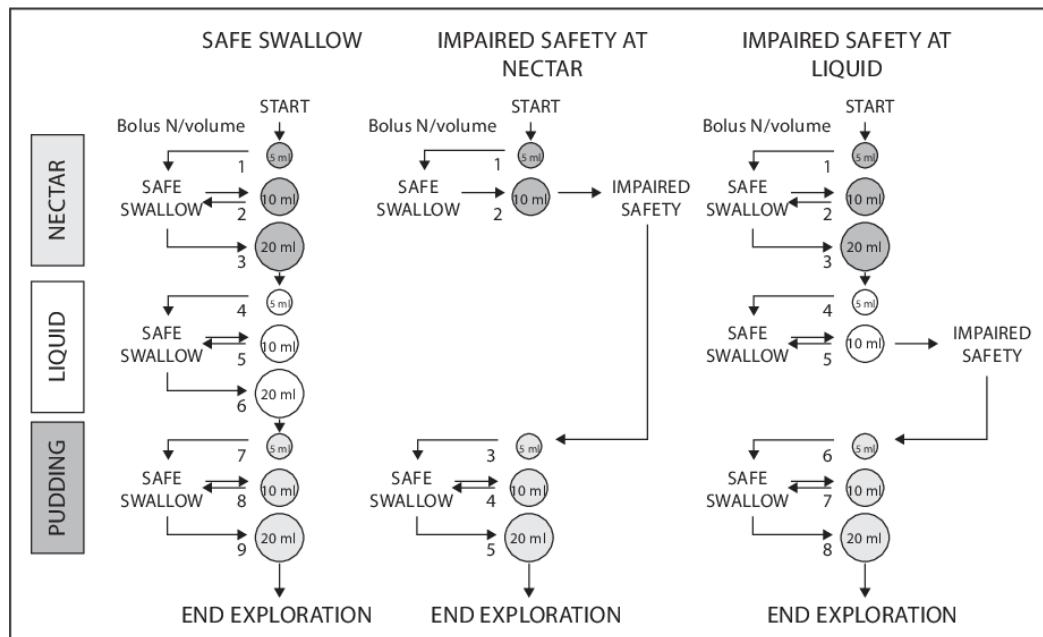 SAFE SWALLOW
IMPAIRED SAFETY AT
NECTAR
IMPAIRED SAFETY AT
LIQUID
NECTAR
LIQUID
PUDDING
START
Bolus N/volume
1
5 ml
SAFE
SWALLOW
10 ml
2
20 ml
3
4
5 ml
SAFE
SWALLOW
10 ml
5
20 ml
6
7
5 ml
SAFE
SWALLOW
10 ml
8
20 ml
9
END EXPLORATION
START
Bolus N/volume
1
5 ml
SAFE
SWALLOW
2
10 ml
IMPAIRED
SAFETY
3
5 ml
SAFE
SWALLOW
10 ml
4
20 ml
5
END EXPLORATION
START
Bolus N/volume
1
5 ml
SAFE
SWALLOW
10 ml
2
20 ml
3
4
5 ml
SAFE
SWALLOW
10 ml
5
IMPAIRED
SAFETY
6
5 ml
SAFE
SWALLOW
10 ml
7
20 ml
8
END EXPLORATION